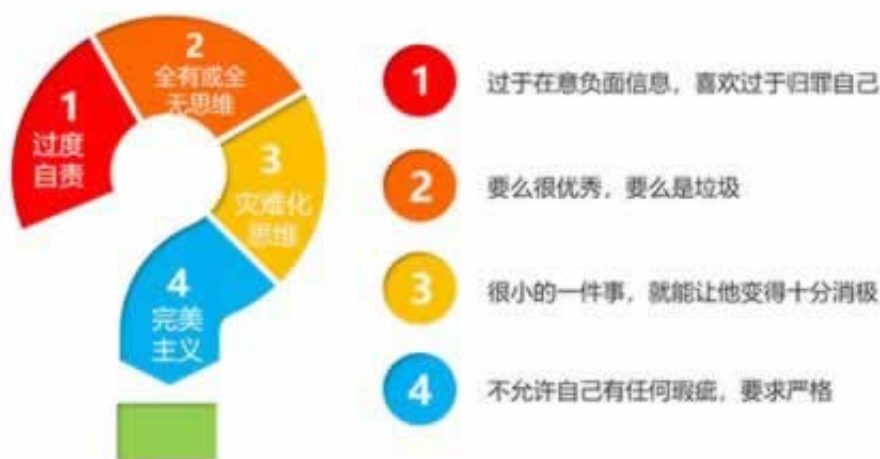 1
过度
自责
2
全有或全
无思维
3
灾难化
思维
4
完美
主义
1 过于在意负面信息，喜欢过于归罪自己
2 要么很优秀，要么是垃圾
3 很小的一件事，就能让他变得十分消极
4 不允许自己有任何瑕疵，要求严格